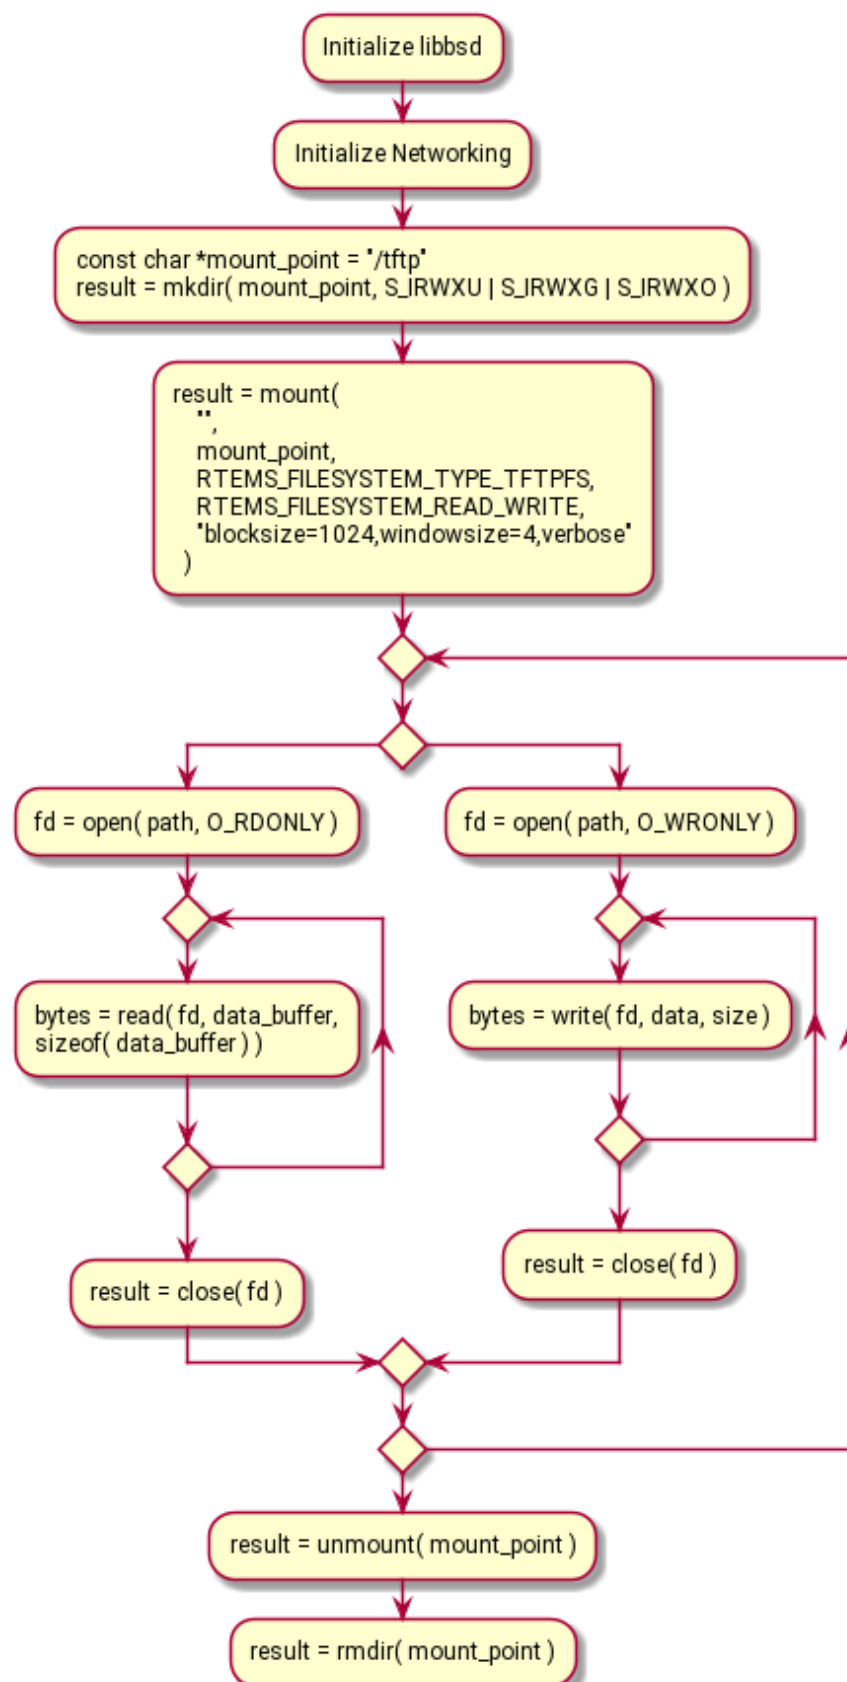 Initialize libbsd
Initialize Networking
const char *mount_point = "/tftp"
result = mkdir( mount_point, S_IRWXU | S_IRWXG | S_IRWXO )
result = mount(
"",
mount_point,
RTEMS_FILESYSTEM_TYPE_TFTPFS,
RTEMS_FILESYSTEM_READ_WRITE,
"blocksize=1024,windowsize=4,verbose"
)
fd = open( path, O_RDONLY )
bytes = read( fd, data_buffer,
sizeof( data_buffer ) )
result = close( fd )
fd = open( path, O_WRONLY )
bytes = write( fd, data, size )
result = close( fd )
result = unmount( mount_point )
result = rmdir( mount_point )